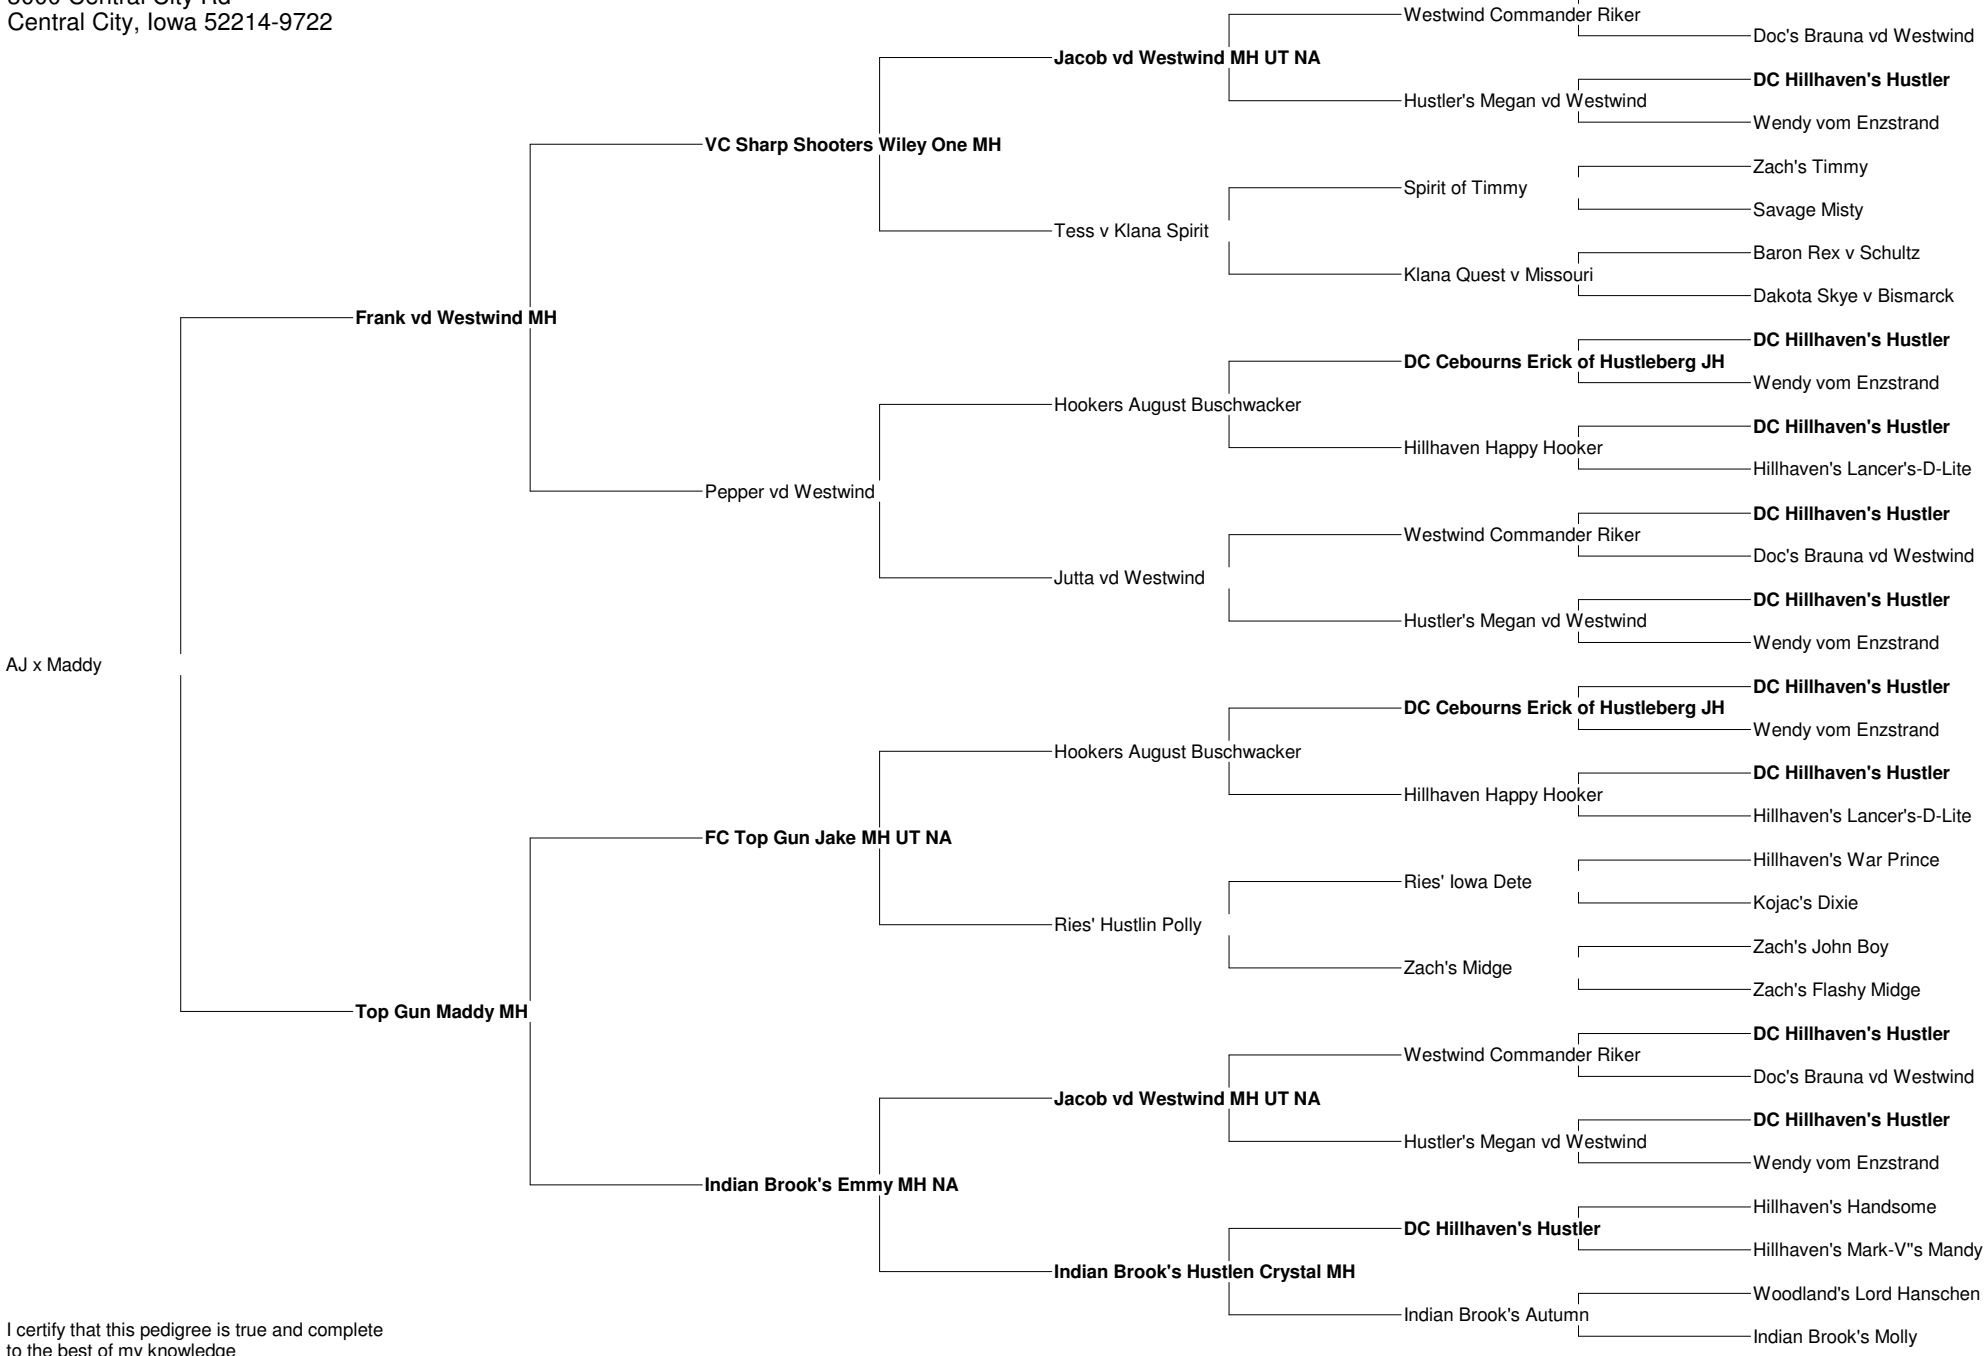 Central City, Iowa 52214-9722
Westwind Commander Riker
Doc's Brauna vd Westwind
Jacob vd Westwind MH UT NA
DC Hillhaven's Hustler
Hustler's Megan vd Westwind
Wendy vom Enzstrand
VC Sharp Shooters Wiley One MH
Zach's Timmy
Spirit of Timmy
Savage Misty
Tess v Klana Spirit
Baron Rex v Schultz
Klana Quest v Missouri
Dakota Skye v Bismarck
Frank vd Westwind MH
DC Hillhaven's Hustler
DC Cebourns Erick of Hustleberg JH
Wendy vom Enzstrand
Hookers August Buschwacker
DC Hillhaven's Hustler
Hillhaven Happy Hooker
Hillhaven's Lancer's-D-Lite
Pepper vd Westwind
DC Hillhaven's Hustler
Westwind Commander Riker
Doc's Brauna vd Westwind
Jutta vd Westwind
DC Hillhaven's Hustler
Hustler's Megan vd Westwind
Wendy vom Enzstrand
AJ x Maddy
DC Hillhaven's Hustler
DC Cebourns Erick of Hustleberg JH
Wendy vom Enzstrand
Hookers August Buschwacker
DC Hillhaven's Hustler
Hillhaven Happy Hooker
Hillhaven's Lancer's-D-Lite
FC Top Gun Jake MH UT NA
Hillhaven's War Prince
Ries' Iowa Dete
Kojac's Dixie
Ries' Hustlin Polly
Zach's John Boy
Zach's Midge
Zach's Flashy Midge
Top Gun Maddy MH
DC Hillhaven's Hustler
Westwind Commander Riker
Doc's Brauna vd Westwind
Jacob vd Westwind MH UT NA
DC Hillhaven's Hustler
Hustler's Megan vd Westwind
Wendy vom Enzstrand
Indian Brook's Emmy MH NA
Hillhaven's Handsome
DC Hillhaven's Hustler
Hillhaven's Mark-V"s Mandy
Indian Brook's Hustlen Crystal MH
Woodland's Lord Hanschen
Indian Brook's Autumn
Indian Brook's Molly
I certify that this pedigree is true and complete
to the best of my knowledge